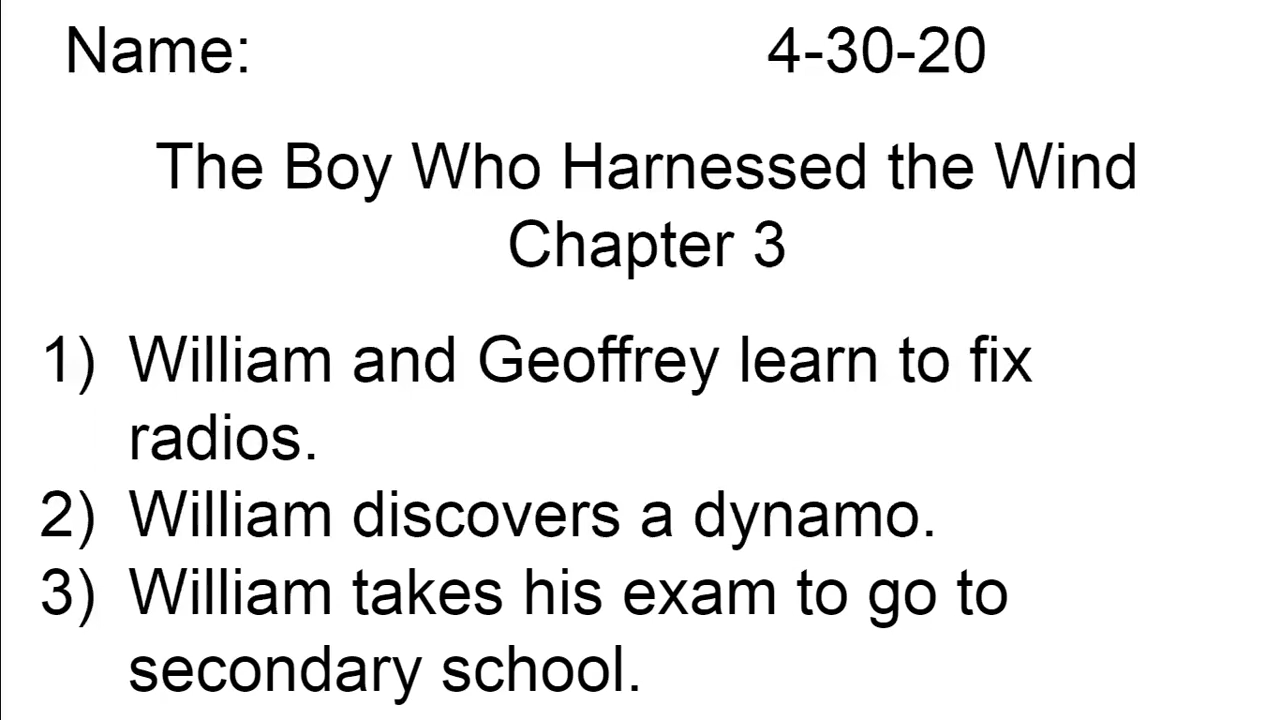 Name: 4-30-20
The Boy Who Harnessed the Wind
Chapter 3
1) William and Geoffrey learn to fix
radios.
2) William discovers a dynamo.
3) William takes his exam to go to
secondary school.